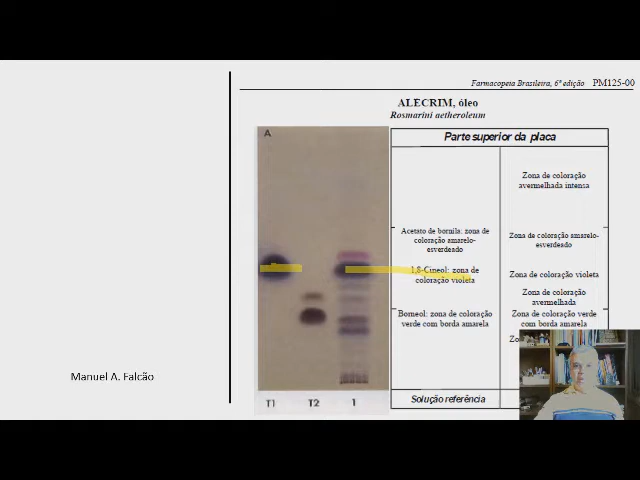 Farmacopeia Brasileira, 6ª edição PM125-00
ALECRIM, óleo
Rosmarini aetheroleum
A
Parte superior da placa
Zona de coloração
avermelhada intensa
Acetato de bornila: zona de
coloração amarelo-
esverdeado
Zona de coloração amarelo-
esverdeado
1,8-Cineol: zona de
coloração violeta
Zona de coloração violeta
Zona de coloração
avermelhada
Borneol: zona de coloração
verde com borda amarela
Zona de coloração verde
com borda amarela
Manuel A. Falcão
T1 T2 1
Solução referência